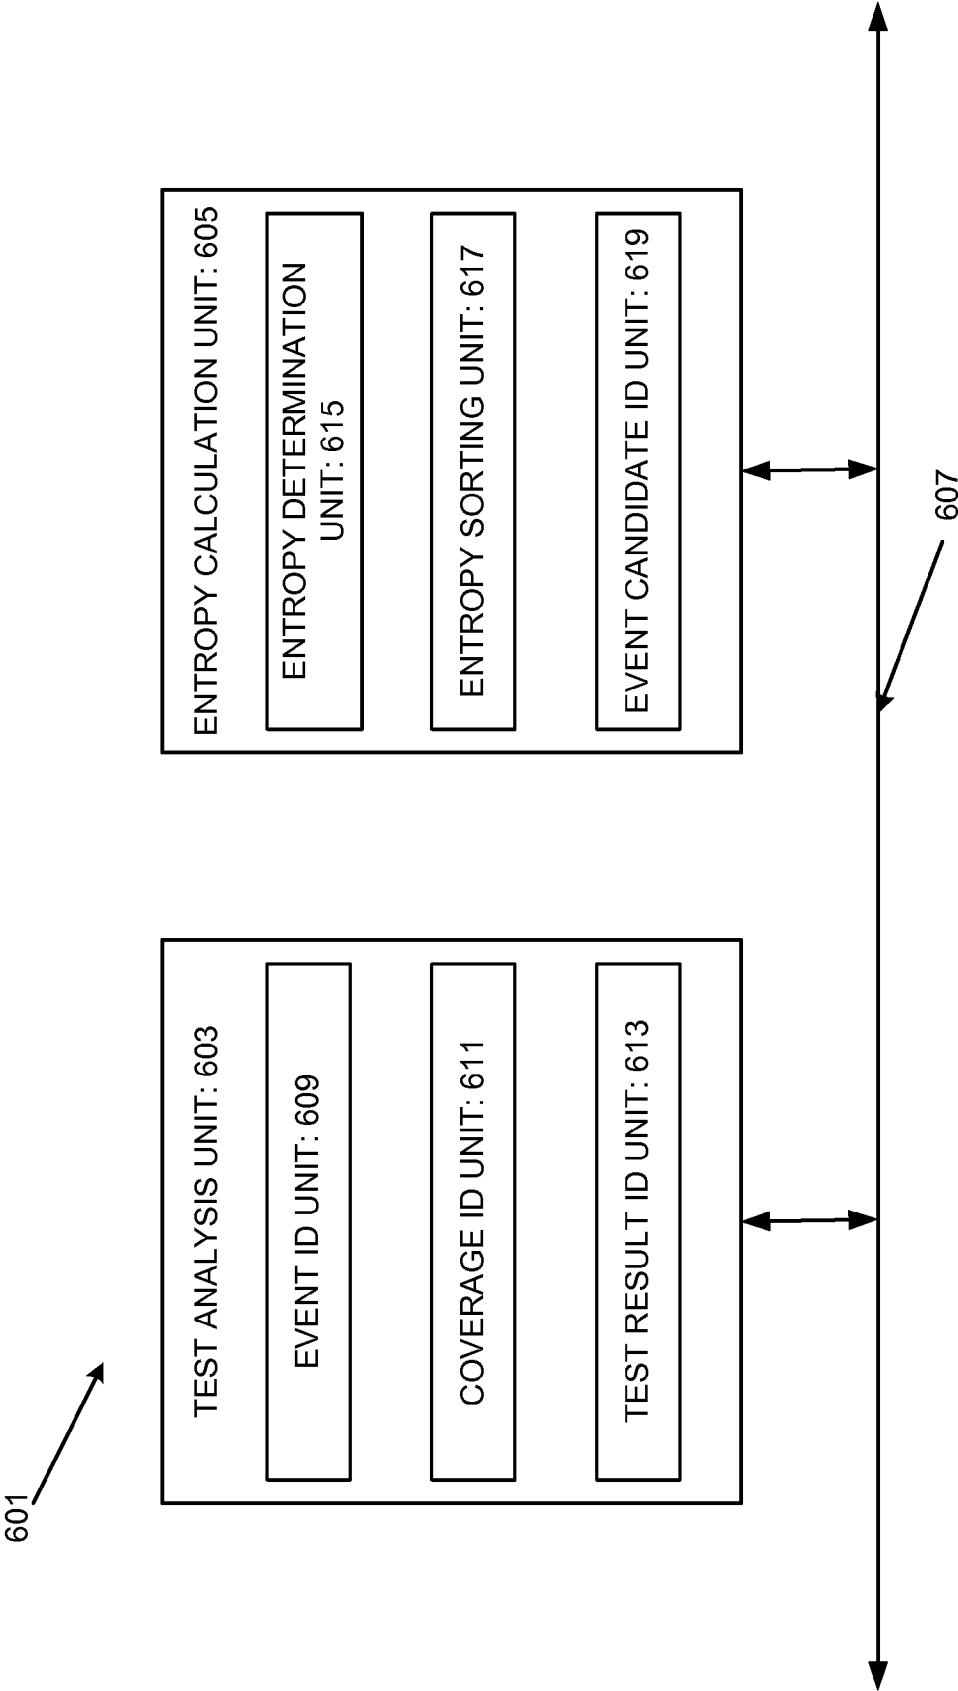 601
TEST ANALYSIS UNIT: 603
EVENT ID UNIT: 609
COVERAGE ID UNIT: 611
TEST RESULT ID UNIT: 613
ENTROPY CALCULATION UNIT: 605
ENTROPY DETERMINATION
UNIT: 615
ENTROPY SORTING UNIT: 617
EVENT CANDIDATE ID UNIT: 619
607